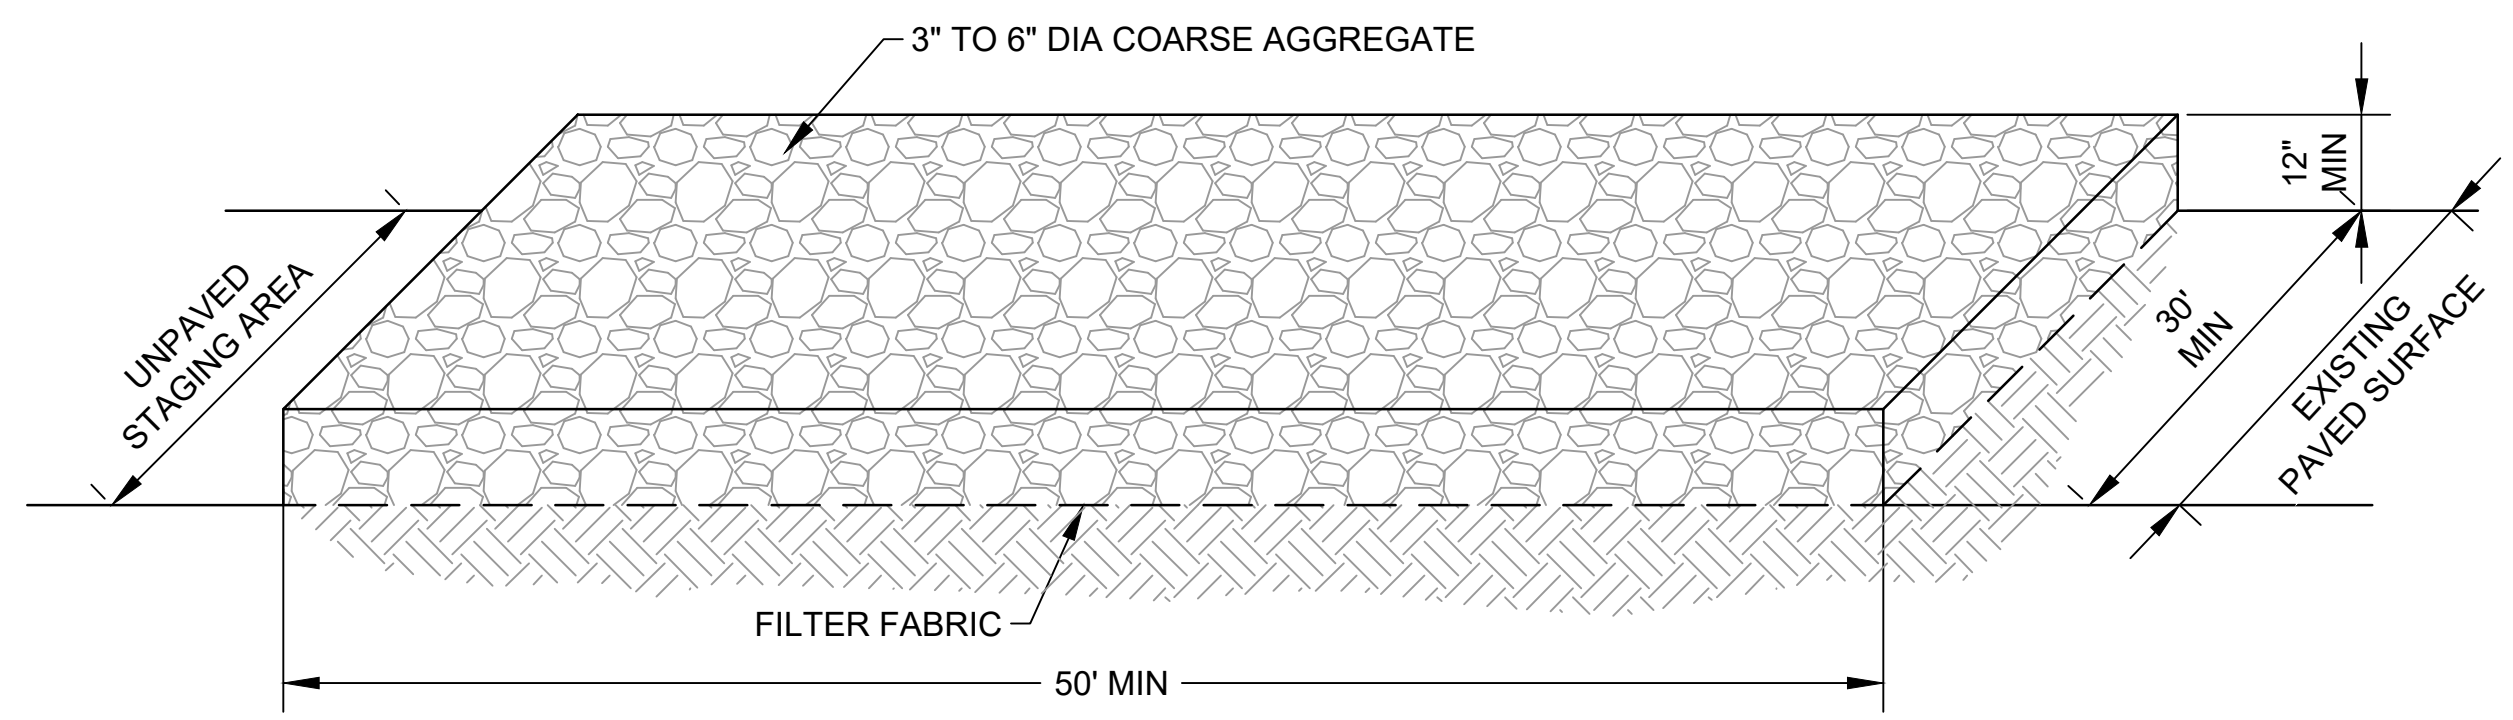 3" TO 6" DIA COARSE AGGREGATE
12"
MIN
UNPAVED
STAGING AREA
30'
MIN
EXISTING
PAVED SURFACE
FILTER FABRIC
50' MIN